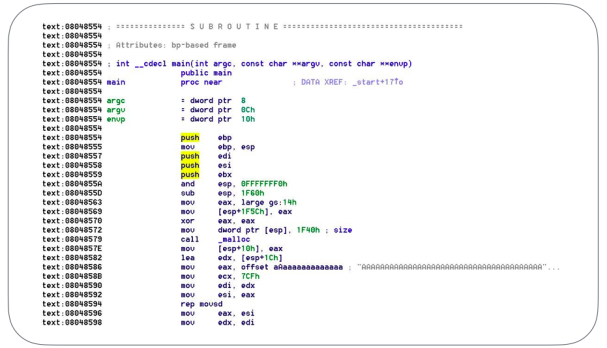 text:08048554 ; =============== S U B R O U T I N E =======================================
text:08048554
text:08048554 ; Attributes: bp-based frame
text:08048554
text:08048554 ; int __cdecl main(int argc, const char **argv, const char **envp)
text:08048554 public main
text:08048554 main proc near ; DATA XREF: _start+17↑o
text:08048554
text:08048554 argc = dword ptr 8
text:08048554 argv = dword ptr 0Ch
text:08048554 envp = dword ptr 10h
text:08048554
text:08048554 push ebp
text:08048555 mov ebp, esp
text:08048557 push edi
text:08048558 push esi
text:08048559 push ebx
text:0804855A and esp, 0FFFFFFF0h
text:0804855D sub esp, 1F60h
text:08048563 mov eax, large gs:14h
text:08048569 mov [esp+1F5Ch], eax
text:08048570 xor eax, eax
text:08048572 mov dword ptr [esp], 1F40h ; size
text:08048579 call _malloc
text:0804857E mov [esp+10h], eax
text:08048582 lea edx, [esp+1Ch]
text:08048586 mov eax, offset aAaaaaaaaaaaaaa ; "AAAAAAAAAAAAAAAAAAAAAAAAAAAAAAAAAAAAAAA"...
text:0804858B mov ecx, 7CFh
text:08048590 mov edi, edx
text:08048592 mov esi, eax
text:08048594 rep movsd
text:08048596 mov eax, esi
text:08048598 mov edx, edi